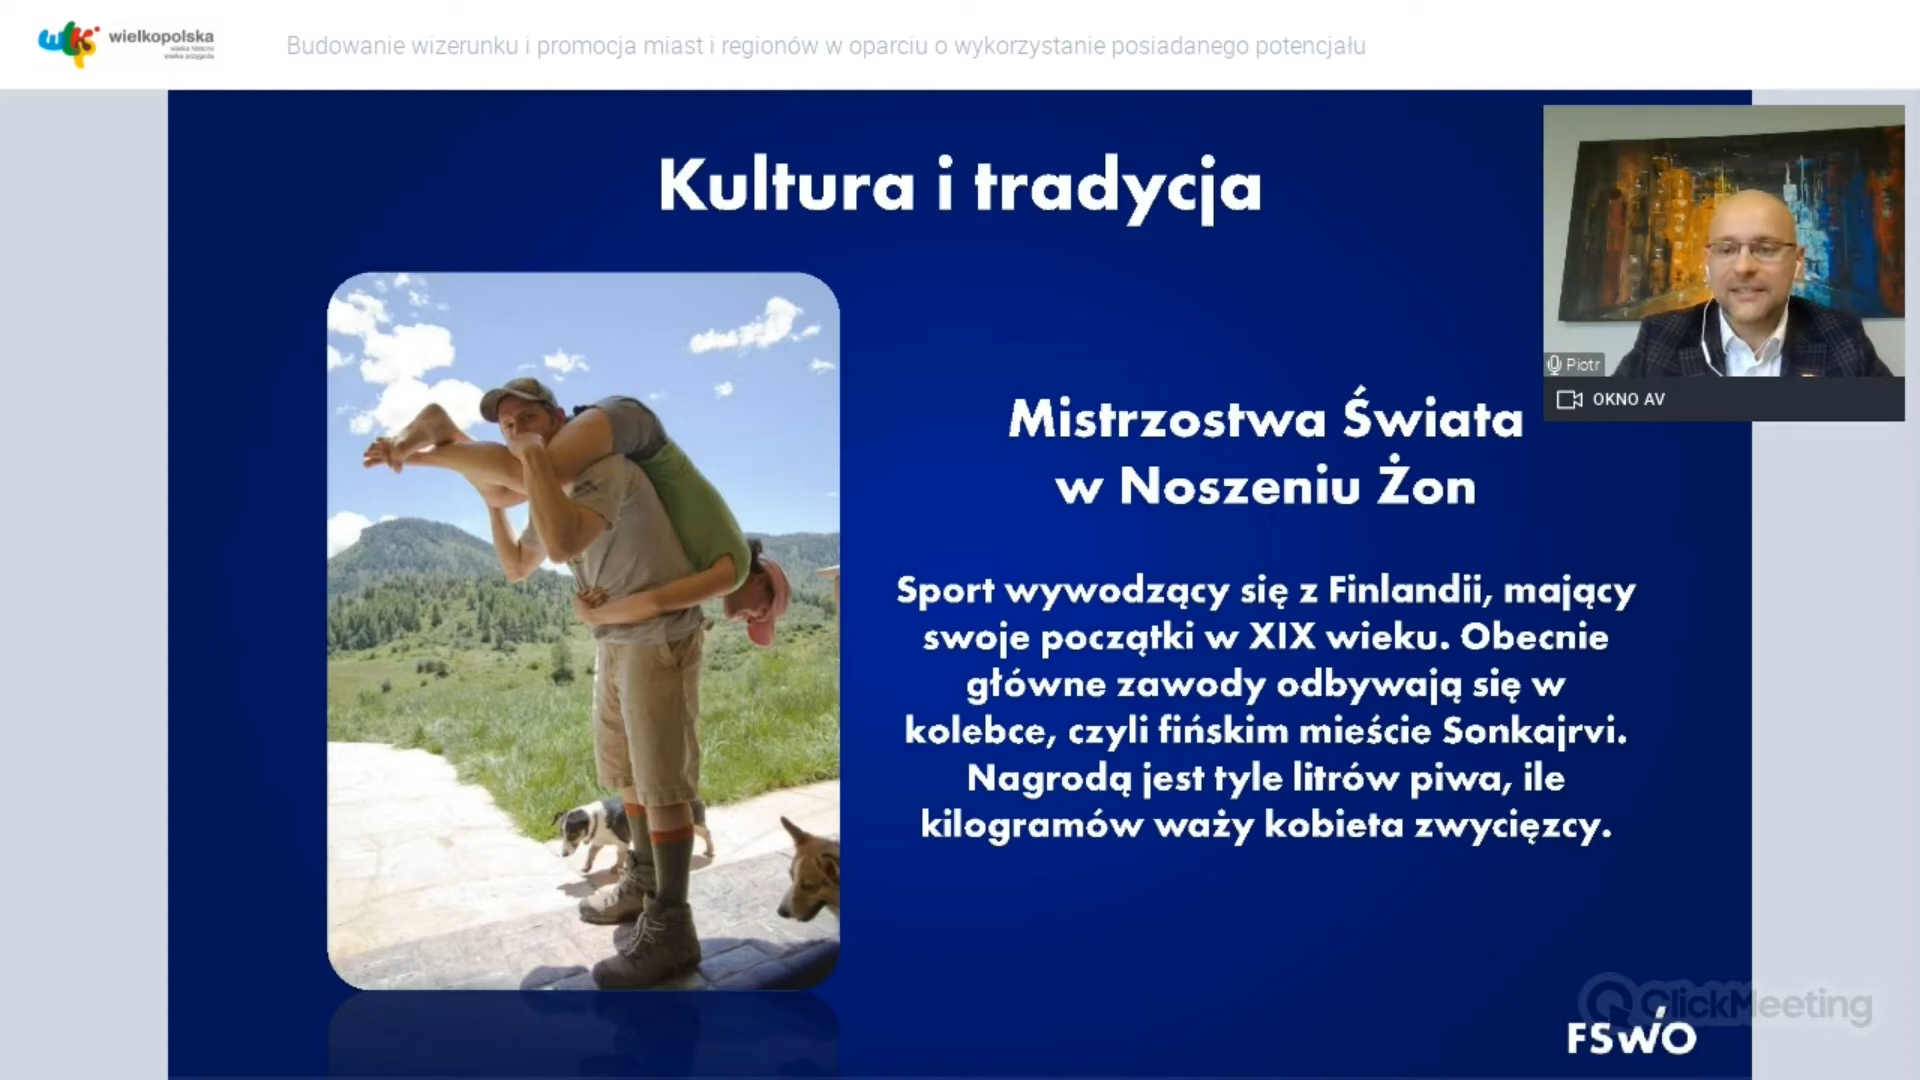 wielkopolska
wielka historia
wielka przygoda
Budowanie wizerunku i promocja miast i regionów w oparciu o wykorzystanie posiadanego potencjału
Kultura i tradycja
Piotr
OKNO AV
Mistrzostwa Świata
w Noszeniu Żon
Sport wywodzący się z Finlandii, mający
swoje początki w XIX wieku. Obecnie
główne zawody odbywają się w
kolebce, czyli fińskim mieście Sonkajrvi.
Nagrodą jest tyle litrów piwa, ile
kilogramów waży kobieta zwycięzcy.
ClickMeeting
FSWO